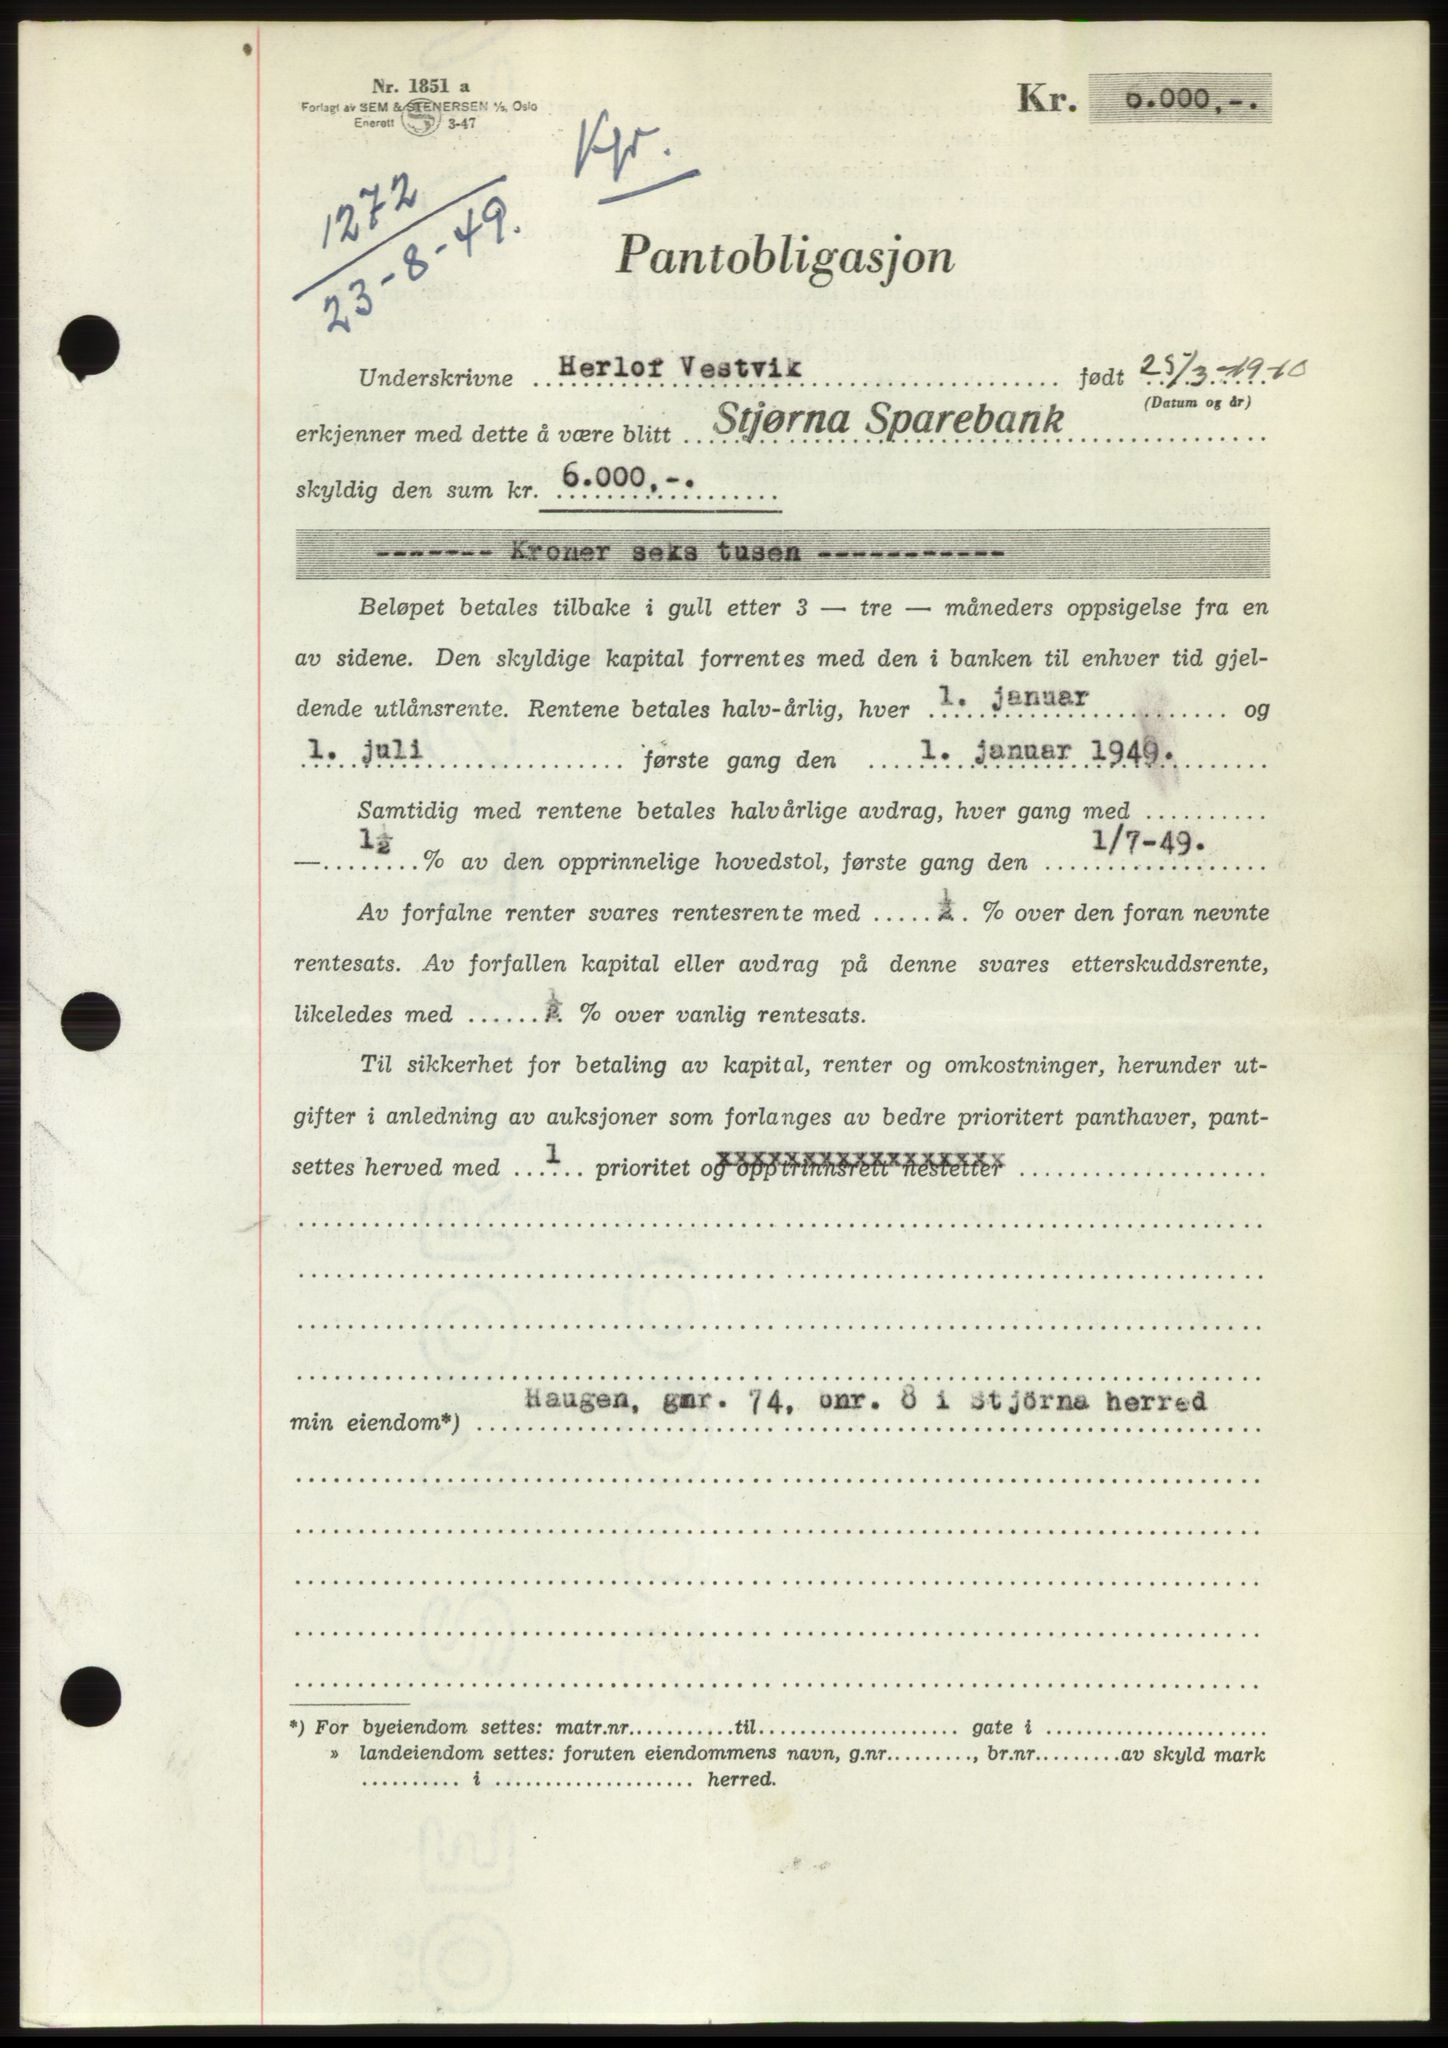 Nr. 1851 a
Forlagt av SEM & STENERSEN A/S, Oslo
Enerett 3-47
Kr. 6.000,-.
Kfr.
1272
23-8-49.
Pantobligasjon
Underskrivne Herlof Vestvik født 25/3-1910
(Datum og år)
erkjenner med dette å være blitt Stjørna Sparebank
skyldig den sum kr. 6.000,-.
------- Kroner seks tusen -----------
Beløpet betales tilbake i gull etter 3 — tre — måneders oppsigelse fra en
av sidene. Den skyldige kapital forrentes med den i banken til enhver tid gjel-
dende utlånsrente. Rentene betales halv-årlig, hver 1. januar og
1. juli første gang den 1. januar 1949.
Samtidig med rentene betales halvårlige avdrag, hver gang med ..........
— 1½ % av den opprinnelige hovedstol, første gang den 1/7-49.
Av forfalne renter svares rentesrente med ..... ½ . % over den foran nevnte
rentesats. Av forfallen kapital eller avdrag på denne svares etterskuddsrente,
likeledes med ...... ½ % over vanlig rentesats.
Til sikkerhet for betaling av kapital, renter og omkostninger, herunder ut-
gifter i anledning av auksjoner som forlanges av bedre prioritert panthaver, pant-
settes herved med 1 prioritet og opptrinnsrett nestetter
min eiendom*) Haugen, gnr. 74, bnr. 8 i Stjörna herred
*) For byeiendom settes: matr.nr...........til.................... gate i ......................
» landeiendom settes: foruten eiendommens navn, g.nr........., br.nr.........av skyld mark
.......... i .................... herred.